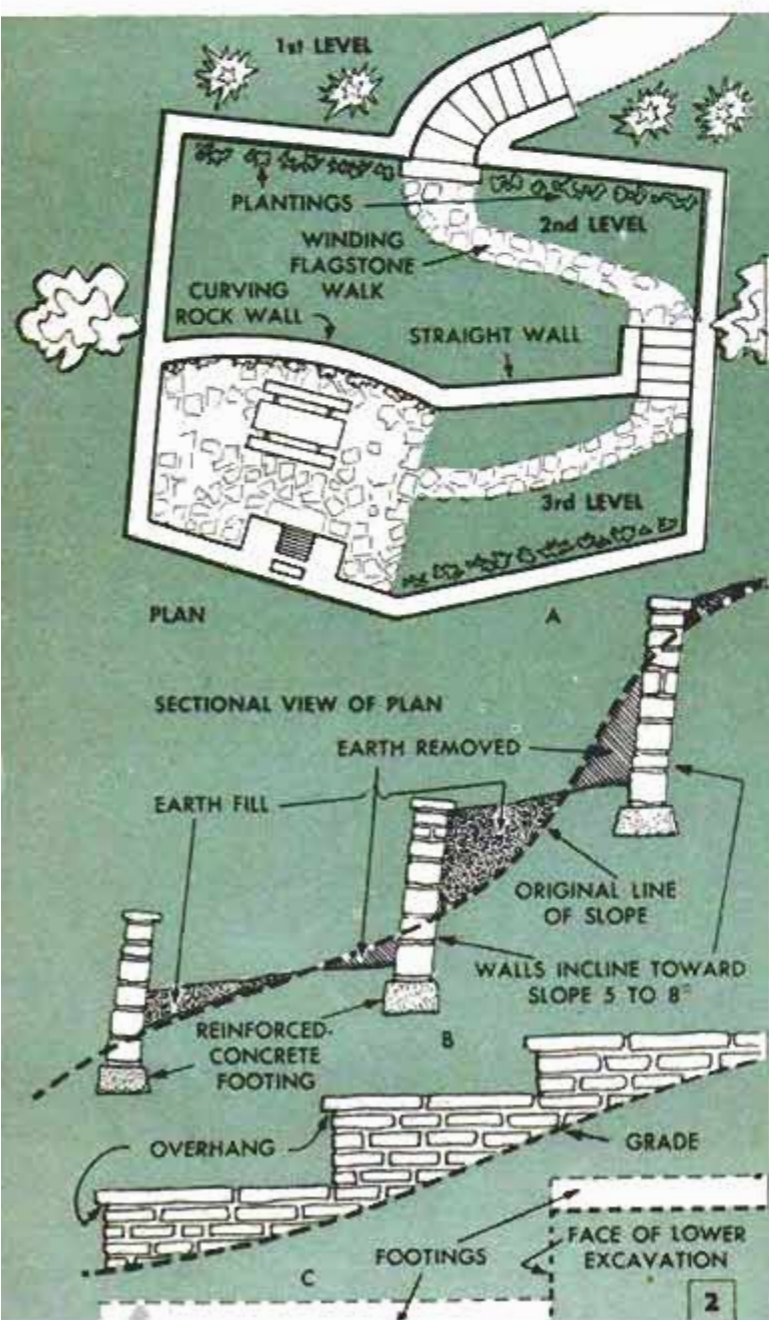 1st LEVEL
PLANTINGS
2nd LEVEL
WINDING
FLAGSTONE
WALK
CURVING
ROCK WALL
STRAIGHT WALL
3rd LEVEL
PLAN
A
SECTIONAL VIEW OF PLAN
EARTH REMOVED
EARTH FILL
ORIGINAL LINE
OF SLOPE
WALLS INCLINE TOWARD
SLOPE 5 TO 8°
REINFORCED-
CONCRETE
FOOTING
B
OVERHANG
GRADE
FOOTINGS
FACE OF LOWER
EXCAVATION
C
2